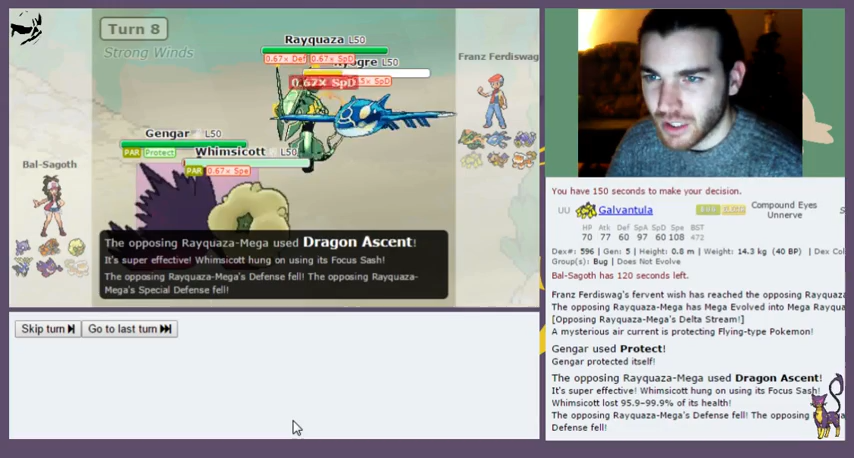 Turn 8
Strong Winds
Rayquaza L50
0.67× Def 0.67× SpD
L50
0.67× SpD
Gengar L50
PAR Protect
Whimsicott L50
PAR 0.67× Spe
Bal-Sagoth
Franz Ferdiswag
The opposing Rayquaza-Mega used Dragon Ascent!
It's super effective! Whimsicott hung on using its Focus Sash!
The opposing Rayquaza-Mega's Defense fell! The opposing Rayquaza-
Mega's Special Defense fell!
Skip turn
Go to last turn
You have 150 seconds to make your decision.
UU Galvantula
Compound Eyes
Unnerve
HP Atk Def SpA SpD Spe BST
70 77 60 97 60 108 472
Dex#: 596 | Gen: 5 | Height: 0.8 m | Weight: 14.3 kg (40 BP) | Dex Col
Group(s): Bug | Does Not Evolve
Bal-Sagoth has 120 seconds left.
Franz Ferdiswag's fervent wish has reached the opposing Rayquaza
The opposing Rayquaza-Mega has Mega Evolved into Mega Rayqua
[Opposing Rayquaza-Mega's Delta Stream!]
A mysterious air current is protecting Flying-type Pokemon!
Gengar used Protect!
Gengar protected itself!
The opposing Rayquaza-Mega used Dragon Ascent!
It's super effective! Whimsicott hung on using its Focus Sash!
Whimsicott lost 95.9–99.9% of its health!
The opposing Rayquaza-Mega's Defense fell! The opposing
Defense fell!